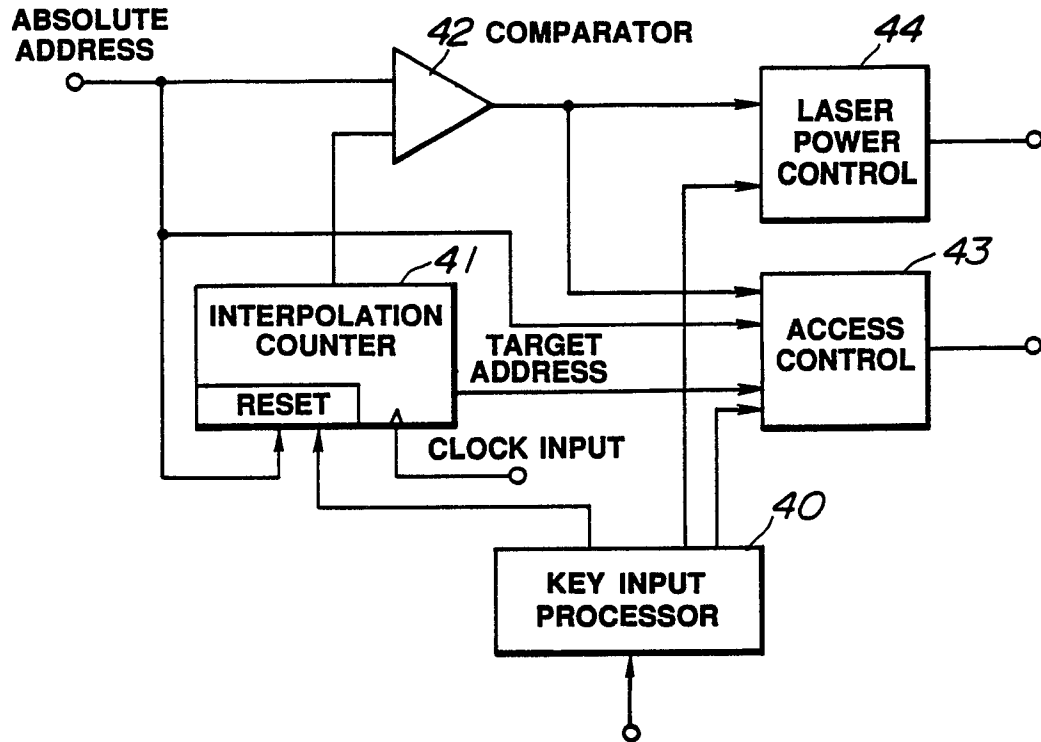 ABSOLUTE
ADDRESS
42 COMPARATOR
44
LASER
POWER
CONTROL
41
INTERPOLATION
COUNTER
RESET
TARGET
ADDRESS
CLOCK INPUT
43
ACCESS
CONTROL
40
KEY INPUT
PROCESSOR